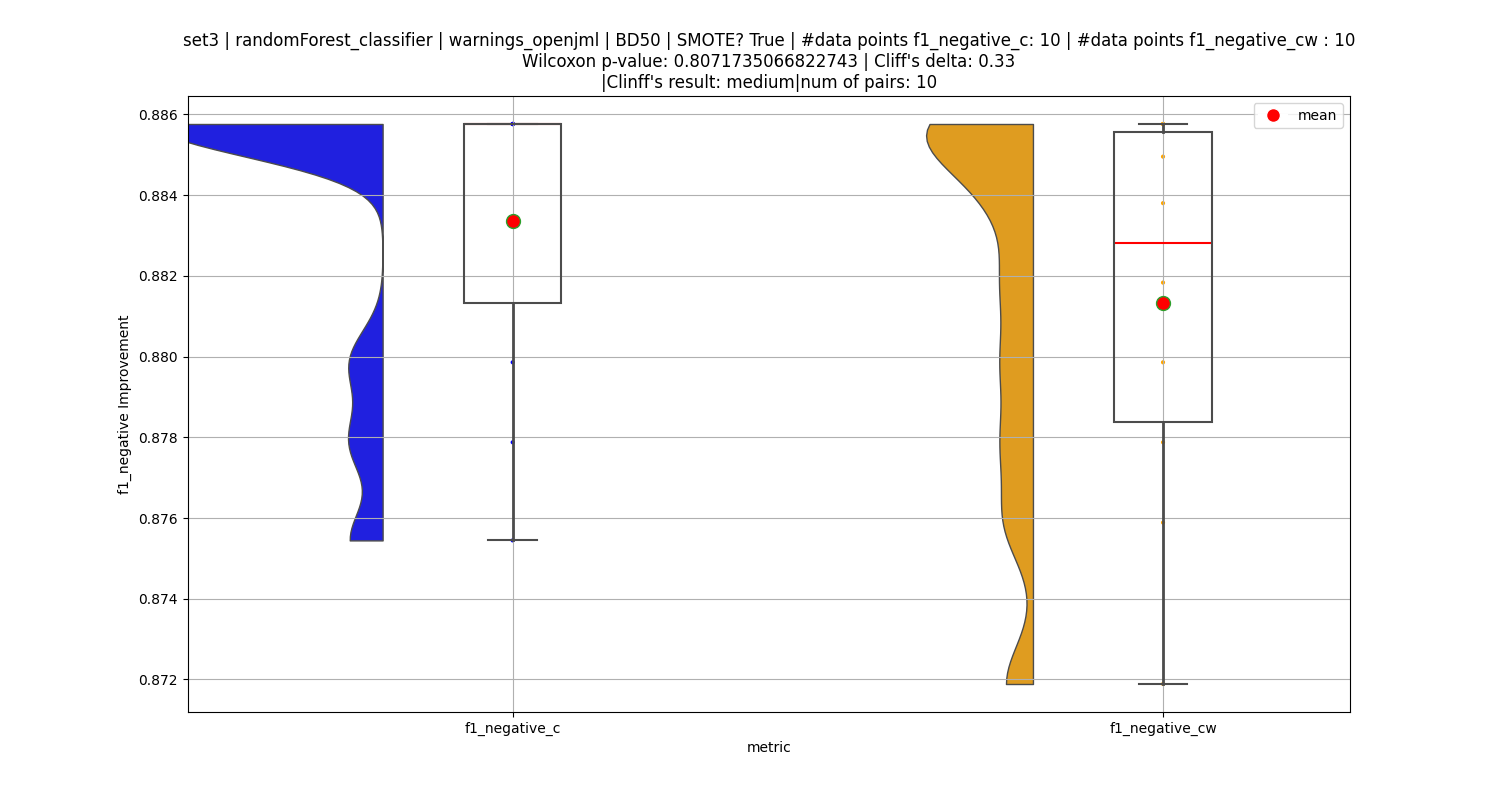 set3 | randomForest_classifier | warnings_openjml | BD50 | SMOTE? True | #data points f1_negative_c: 10 | #data points f1_negative_cw : 10
Wilcoxon p-value: 0.8071735066822743 | Cliff's delta: 0.33
|Clinff's result: medium|num of pairs: 10
mean
0.886
0.884
0.882
0.880
0.878
0.876
0.874
0.872
f1_negative Improvement
f1_negative_c
f1_negative_cw
metric